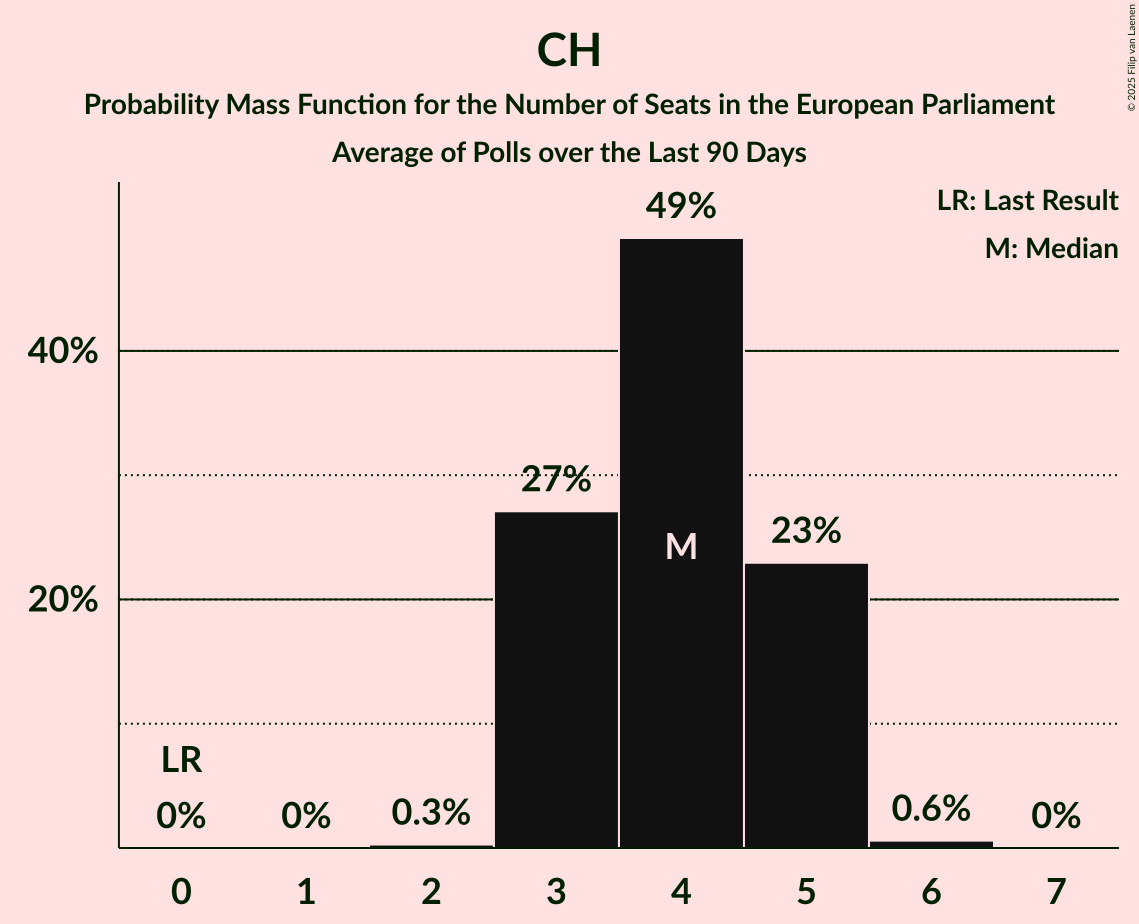 CH
Probability Mass Function for the Number of Seats in the European Parliament
Average of Polls over the Last 90 Days
© 2025 Filip van Laenen
LR: Last Result
M: Median
49%
40%
27%
M
23%
20%
LR
0%
0%
0.3%
0.6%
0%
0 1 2 3 4 5 6 7